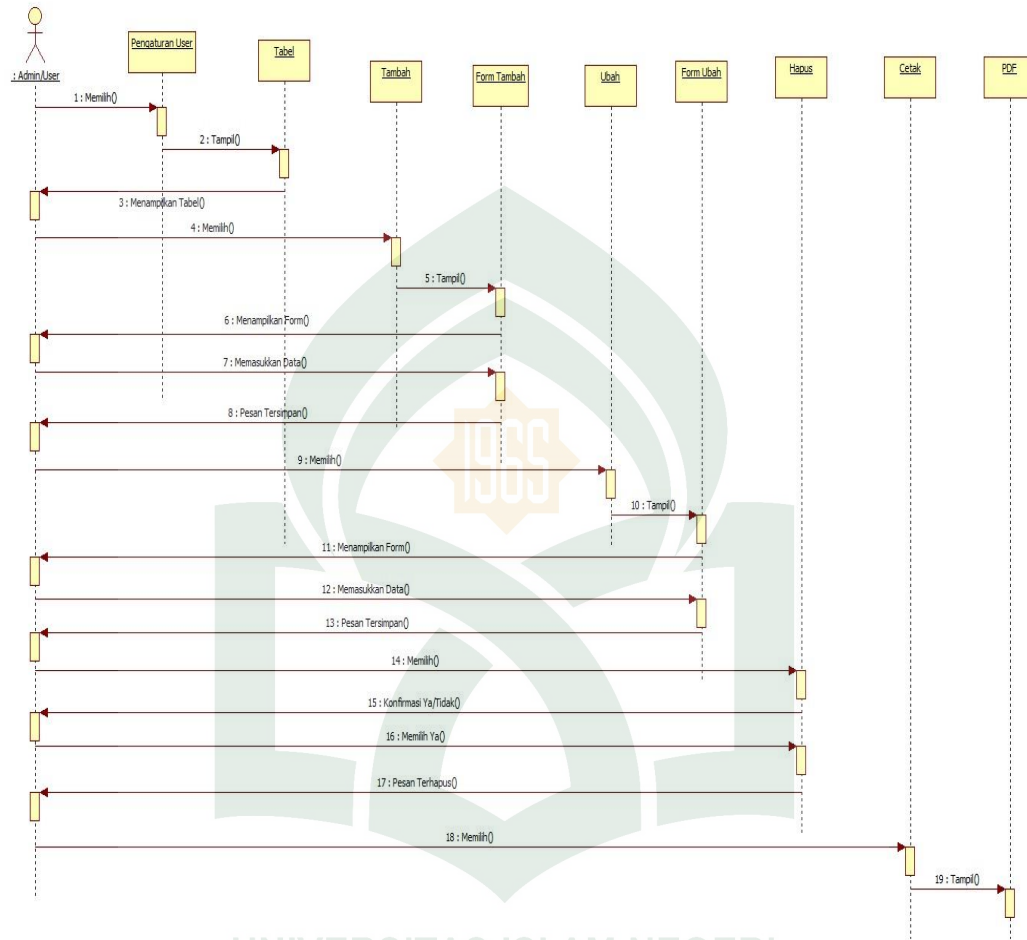 : Admin/User
Pengaturan User
Tabel
Tambah
Form Tambah
Ubah
Form Ubah
Hapus
Cetak
PDF
1 : Memilih()
2 : Tampil()
3 : Menampilkan Tabel()
4 : Memilih()
5 : Tampil()
6 : Menampilkan Form()
7 : Memasukkan Data()
8 : Pesan Tersimpan()
1965
9 : Memilih()
10 : Tampil()
11 : Menampilkan Form()
12 : Memasukkan Data()
13 : Pesan Tersimpan()
14 : Memilih()
15 : Konfirmasi Ya/Tidak()
16 : Memilih Ya()
17 : Pesan Terhapus()
18 : Memilih()
19 : Tampil()
UNIVERSITAS ISLAM NEGERI